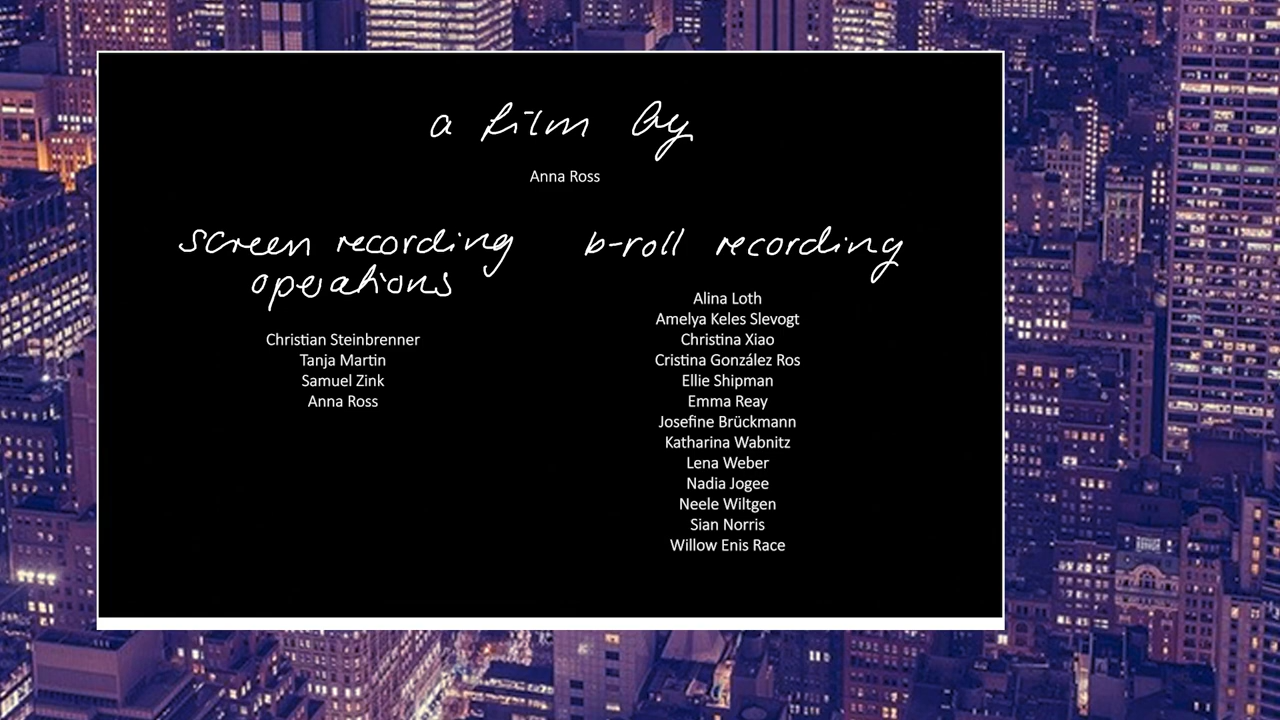 a film by
Anna Ross
screen recording
operations
Christian Steinbrenner
Tanja Martin
Samuel Zink
Anna Ross
b-roll recording
Alina Loth
Amelya Keles Slevogt
Christina Xiao
Cristina González Ros
Ellie Shipman
Emma Reay
Josefine Brückmann
Katharina Wabnitz
Lena Weber
Nadia Jogee
Neele Wiltgen
Sian Norris
Willow Enis Race